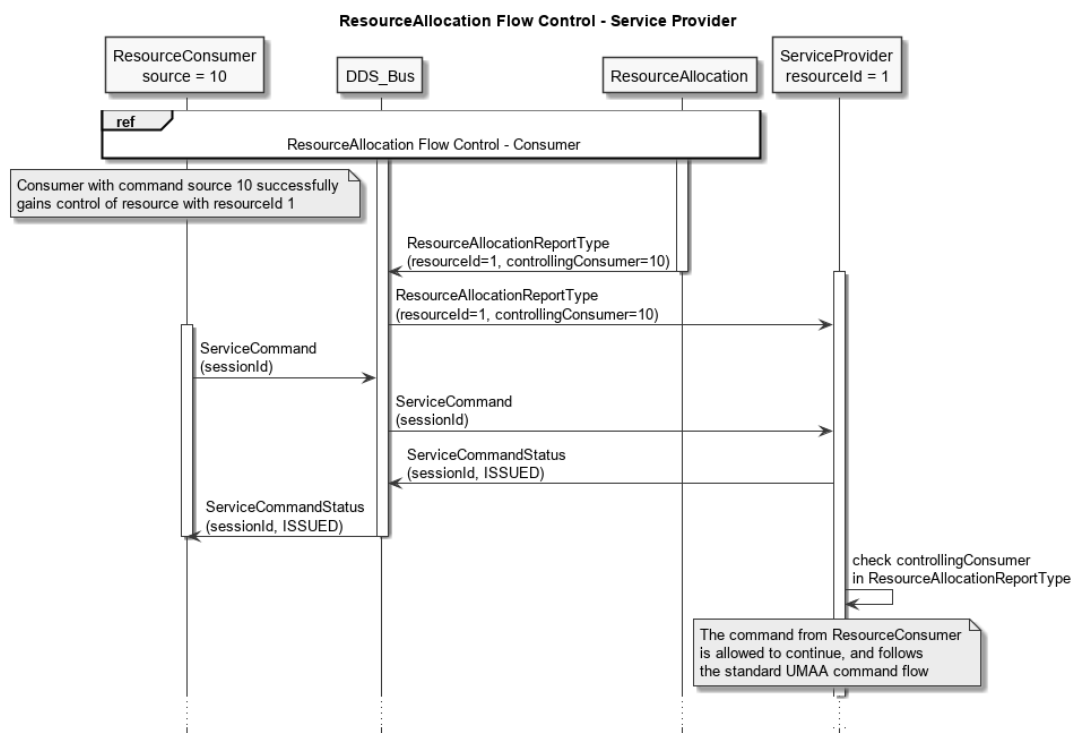 ResourceAllocation Flow Control - Service Provider
ResourceConsumer
source = 10
DDS_Bus
ResourceAllocation
ServiceProvider
resourceId = 1
ref
ResourceAllocation Flow Control - Consumer
Consumer with command source 10 successfully
gains control of resource with resourceId 1
ResourceAllocationReportType
(resourceId=1, controllingConsumer=10)
ResourceAllocationReportType
(resourceId=1, controllingConsumer=10)
ServiceCommand
(sessionId)
ServiceCommand
(sessionId)
ServiceCommandStatus
(sessionId, ISSUED)
ServiceCommandStatus
(sessionId, ISSUED)
check controllingConsumer
in ResourceAllocationReportType
The command from ResourceConsumer
is allowed to continue, and follows
the standard UMAA command flow